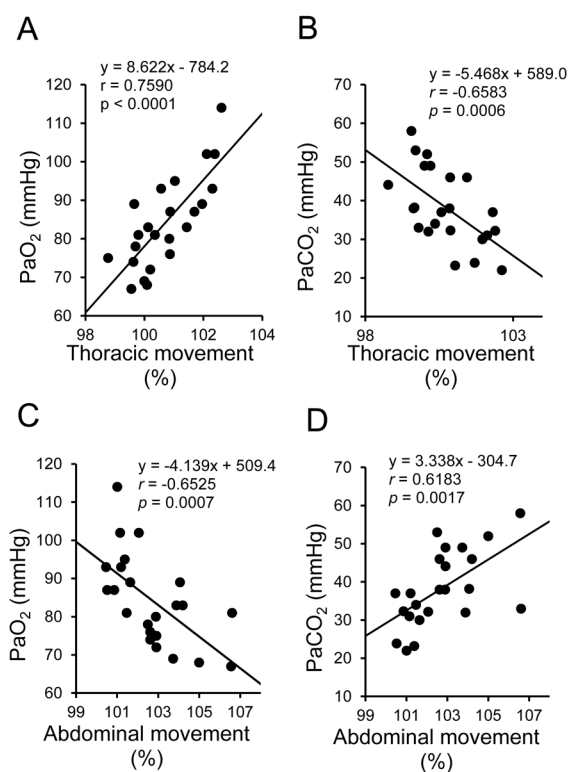 A
y = 8.622x - 784.2
r = 0.7590
p < 0.0001
PaO2 (mmHg)
120
110
100
90
80
70
60
98
100
102
104
Thoracic movement
(%)
B
y = -5.468x + 589.0
r = -0.6583
p = 0.0006
PaCO2 (mmHg)
70
60
50
40
30
20
10
98
103
Thoracic movement
(%)
C
y = -4.139x + 509.4
r = -0.6525
p = 0.0007
PaO2 (mmHg)
120
110
100
90
80
70
60
99
101
103
105
107
Abdominal movement
(%)
D
y = 3.338x - 304.7
r = 0.6183
p = 0.0017
PaCO2 (mmHg)
70
60
50
40
30
20
10
99
101
103
105
107
Abdominal movement
(%)